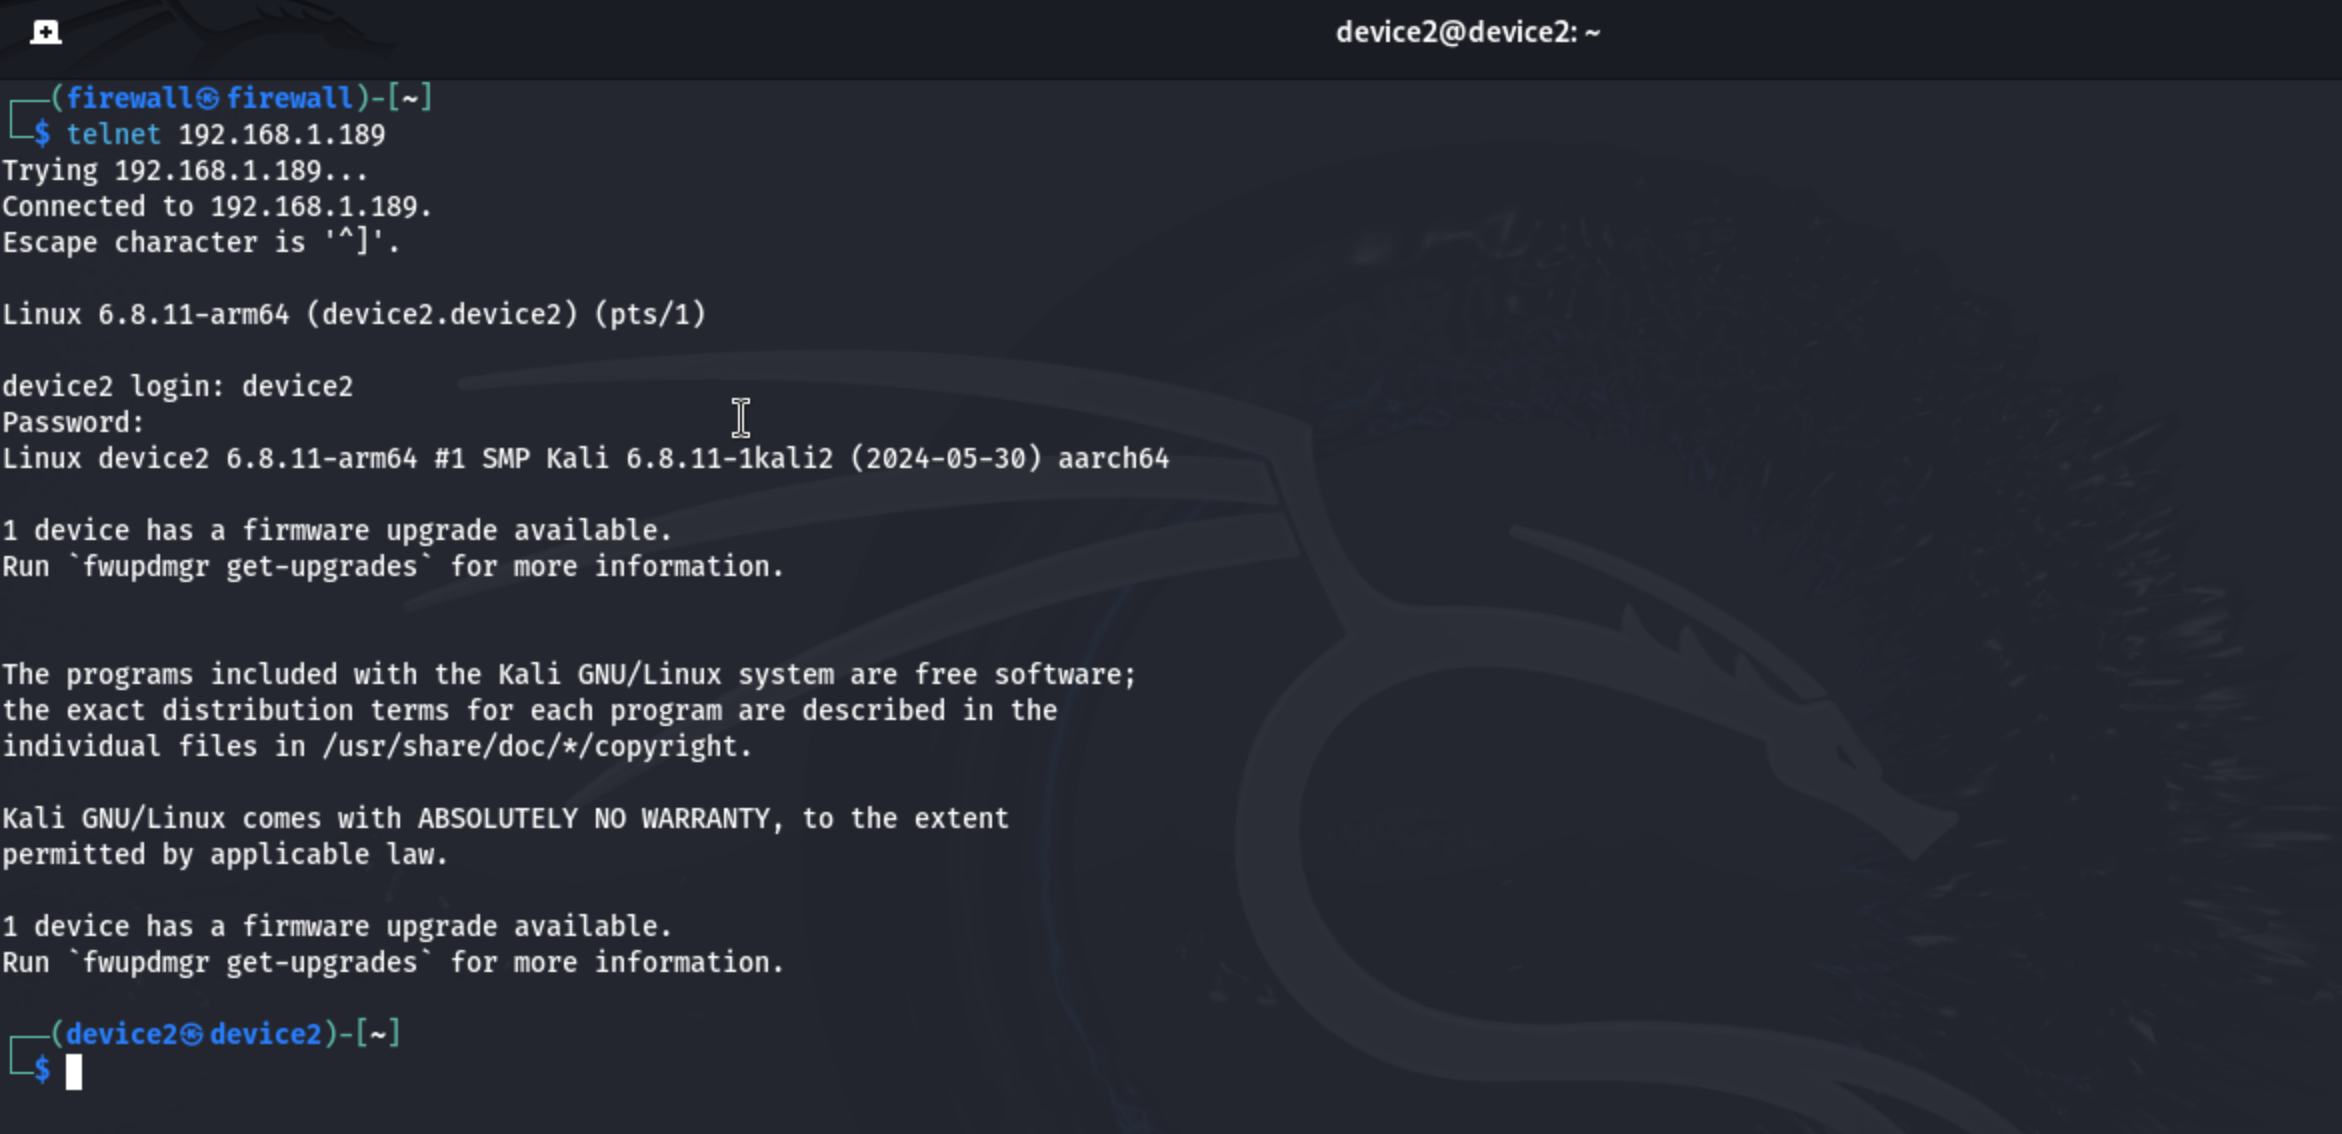 device2@device2: ~
┌──(firewall㉿firewall)-[~]
└─$ telnet 192.168.1.189
Trying 192.168.1.189...
Connected to 192.168.1.189.
Escape character is '^]'.
Linux 6.8.11-arm64 (device2.device2) (pts/1)
device2 login: device2
Password:
Linux device2 6.8.11-arm64 #1 SMP Kali 6.8.11-1kali2 (2024-05-30) aarch64
1 device has a firmware upgrade available.
Run `fwupdmgr get-upgrades` for more information.
The programs included with the Kali GNU/Linux system are free software;
the exact distribution terms for each program are described in the
individual files in /usr/share/doc/*/copyright.
Kali GNU/Linux comes with ABSOLUTELY NO WARRANTY, to the extent
permitted by applicable law.
1 device has a firmware upgrade available.
Run `fwupdmgr get-upgrades` for more information.
┌──(device2㉿device2)-[~]
└─$